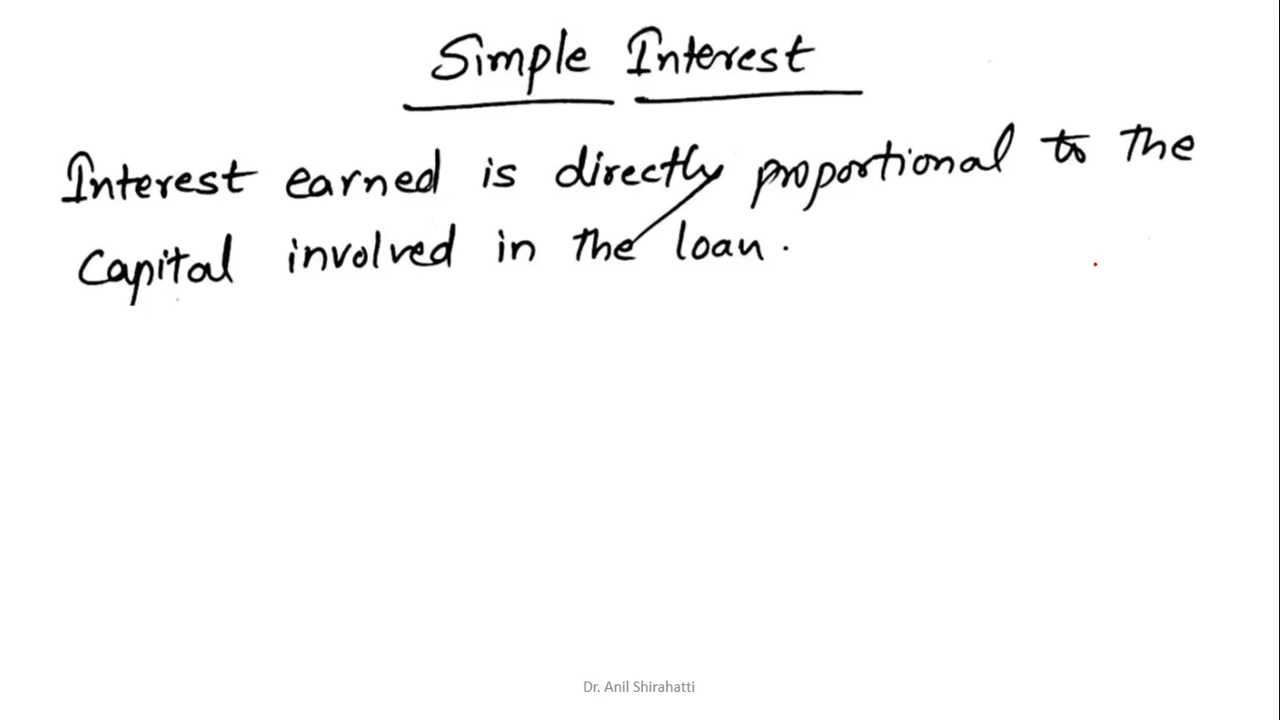 Simple Interest
Interest earned is directly proportional to the
Capital involved in the loan.
Dr. Anil Shirahatti